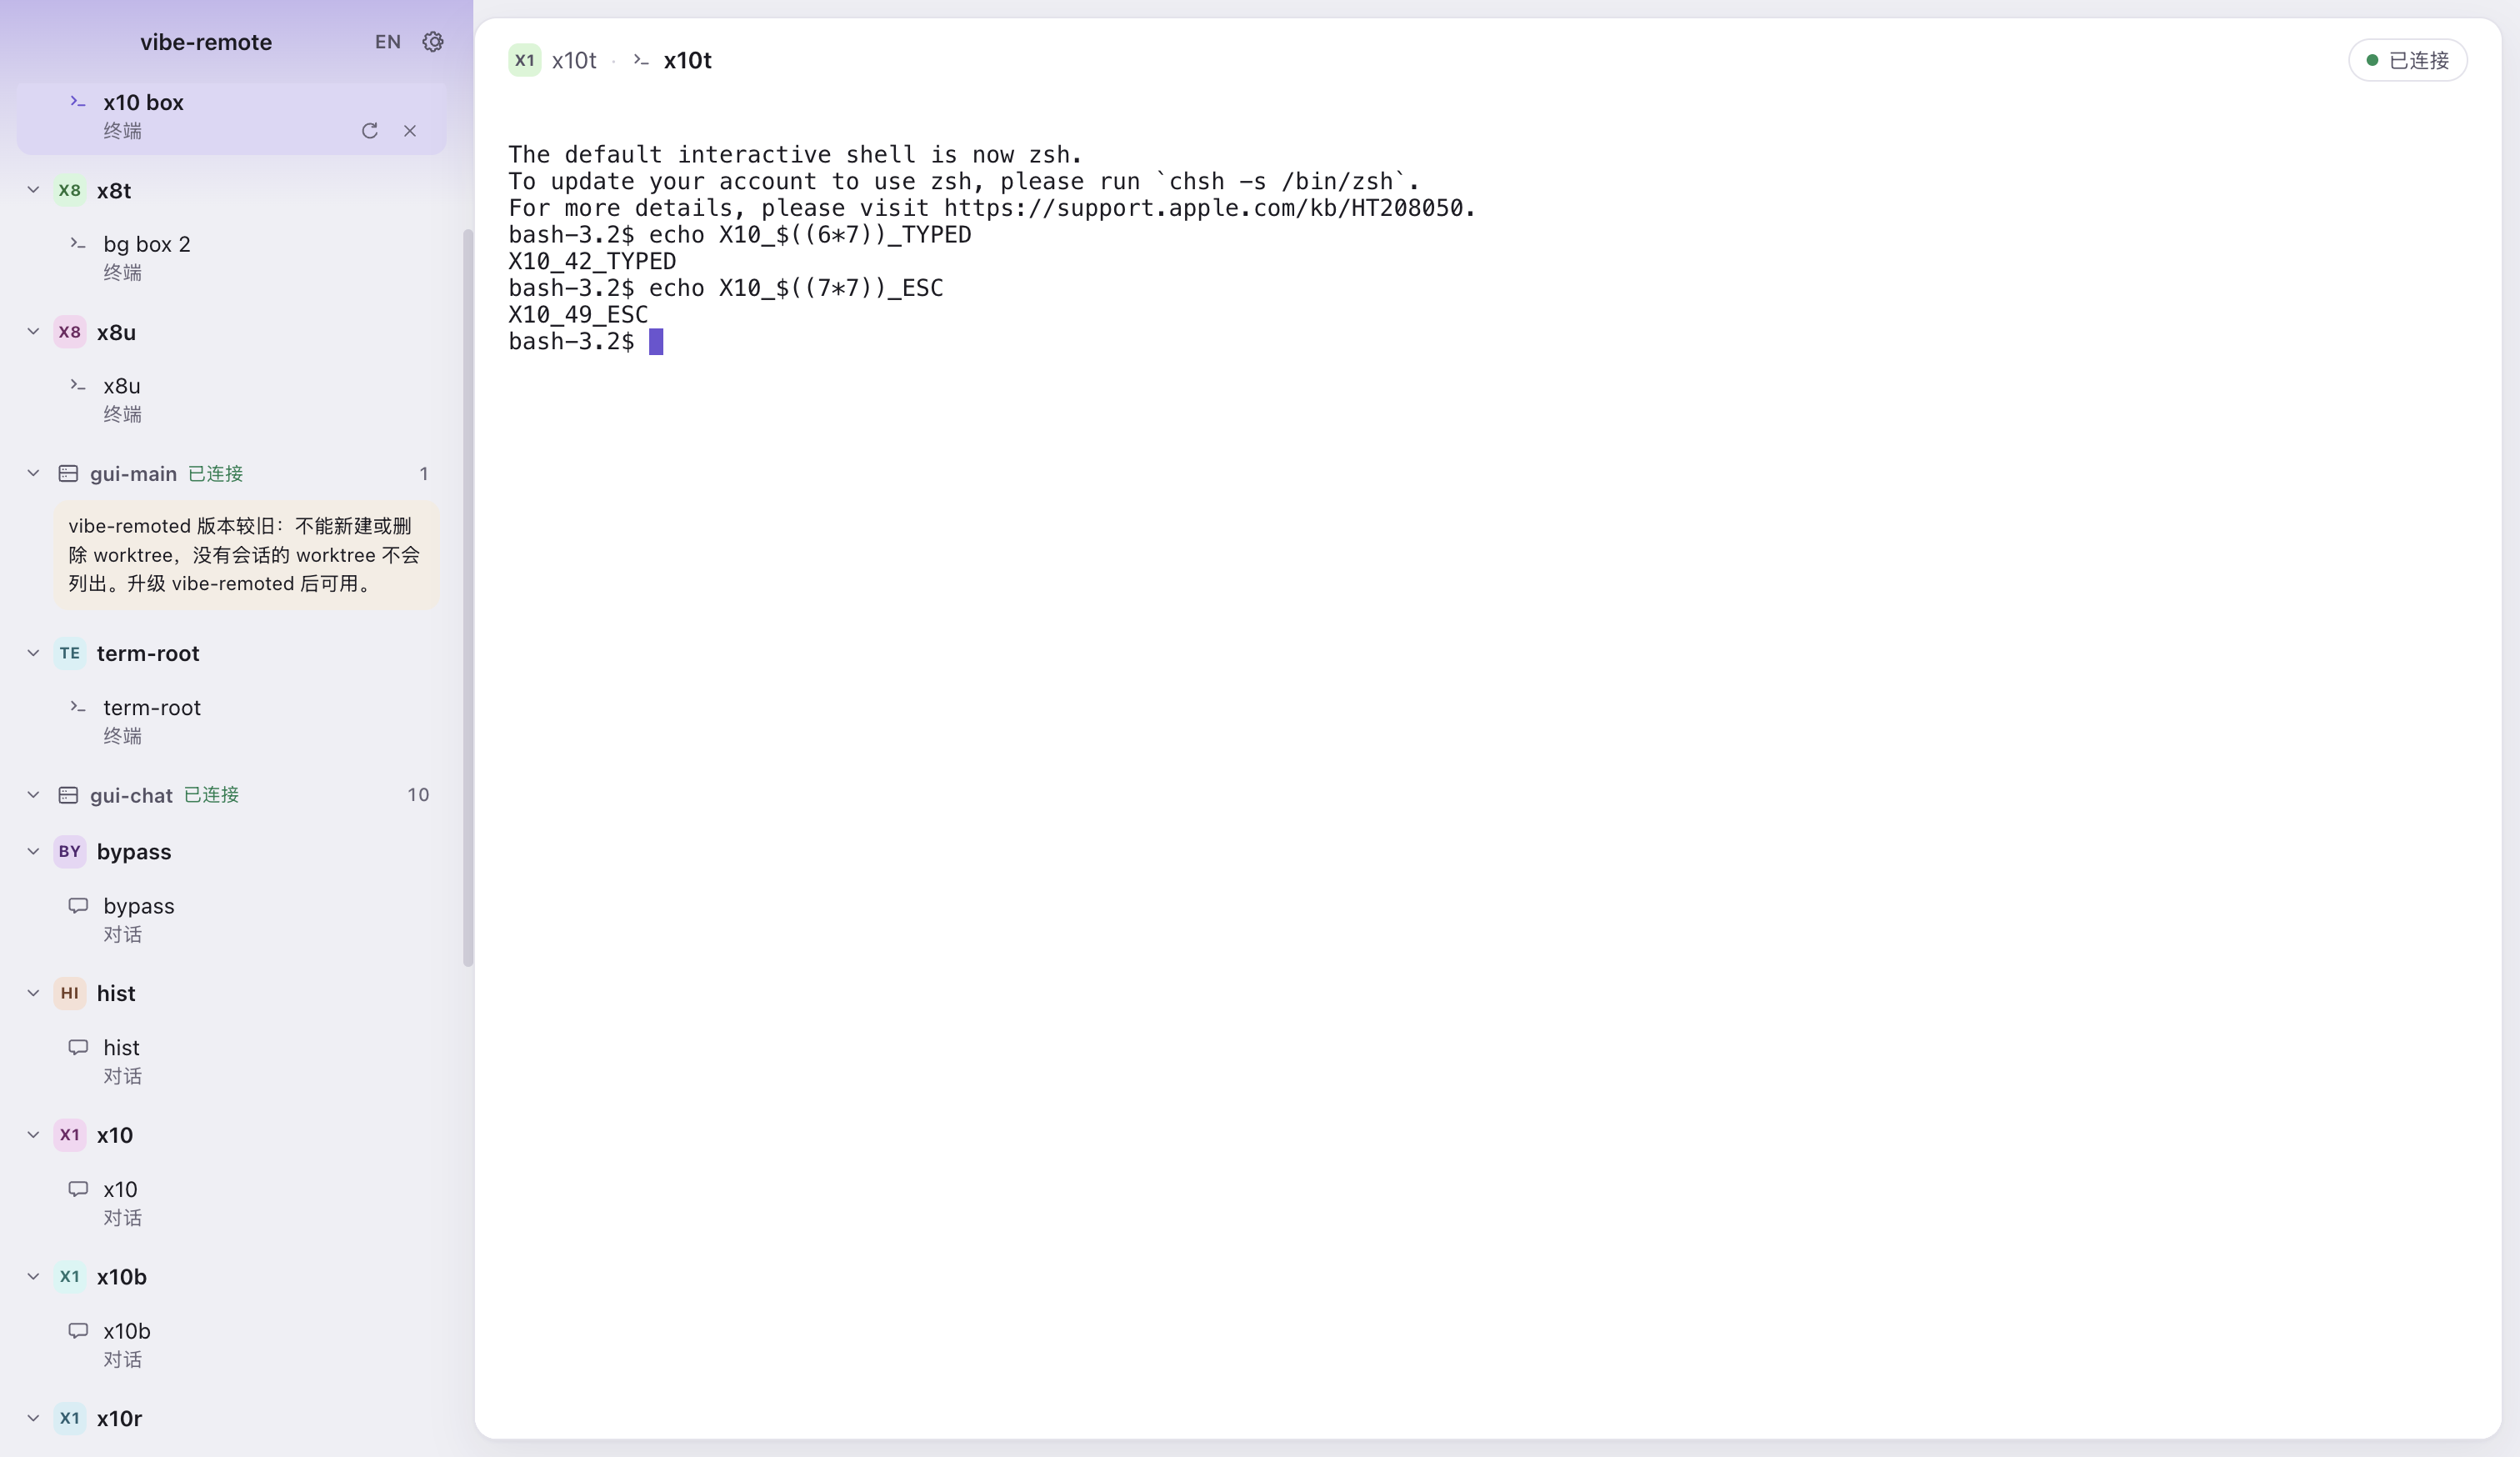 vibe-remote
EN
x10 box
终端
X8 x8t
bg box 2
终端
X8 x8u
x8u
终端
gui-main 已连接 1
vibe-remoted 版本较旧：不能新建或删
除 worktree，没有会话的 worktree 不会
列出。升级 vibe-remoted 后可用。
TE term-root
term-root
终端
gui-chat 已连接 10
BY bypass
bypass
对话
HI hist
hist
对话
X1 x10
x10
对话
X1 x10b
x10b
对话
X1 x10r
X1 x10t · >_ x10t
已连接
The default interactive shell is now zsh.
To update your account to use zsh, please run `chsh -s /bin/zsh`.
For more details, please visit https://support.apple.com/kb/HT208050.
bash-3.2$ echo X10_$((6*7))_TYPED
X10_42_TYPED
bash-3.2$ echo X10_$((7*7))_ESC
X10_49_ESC
bash-3.2$